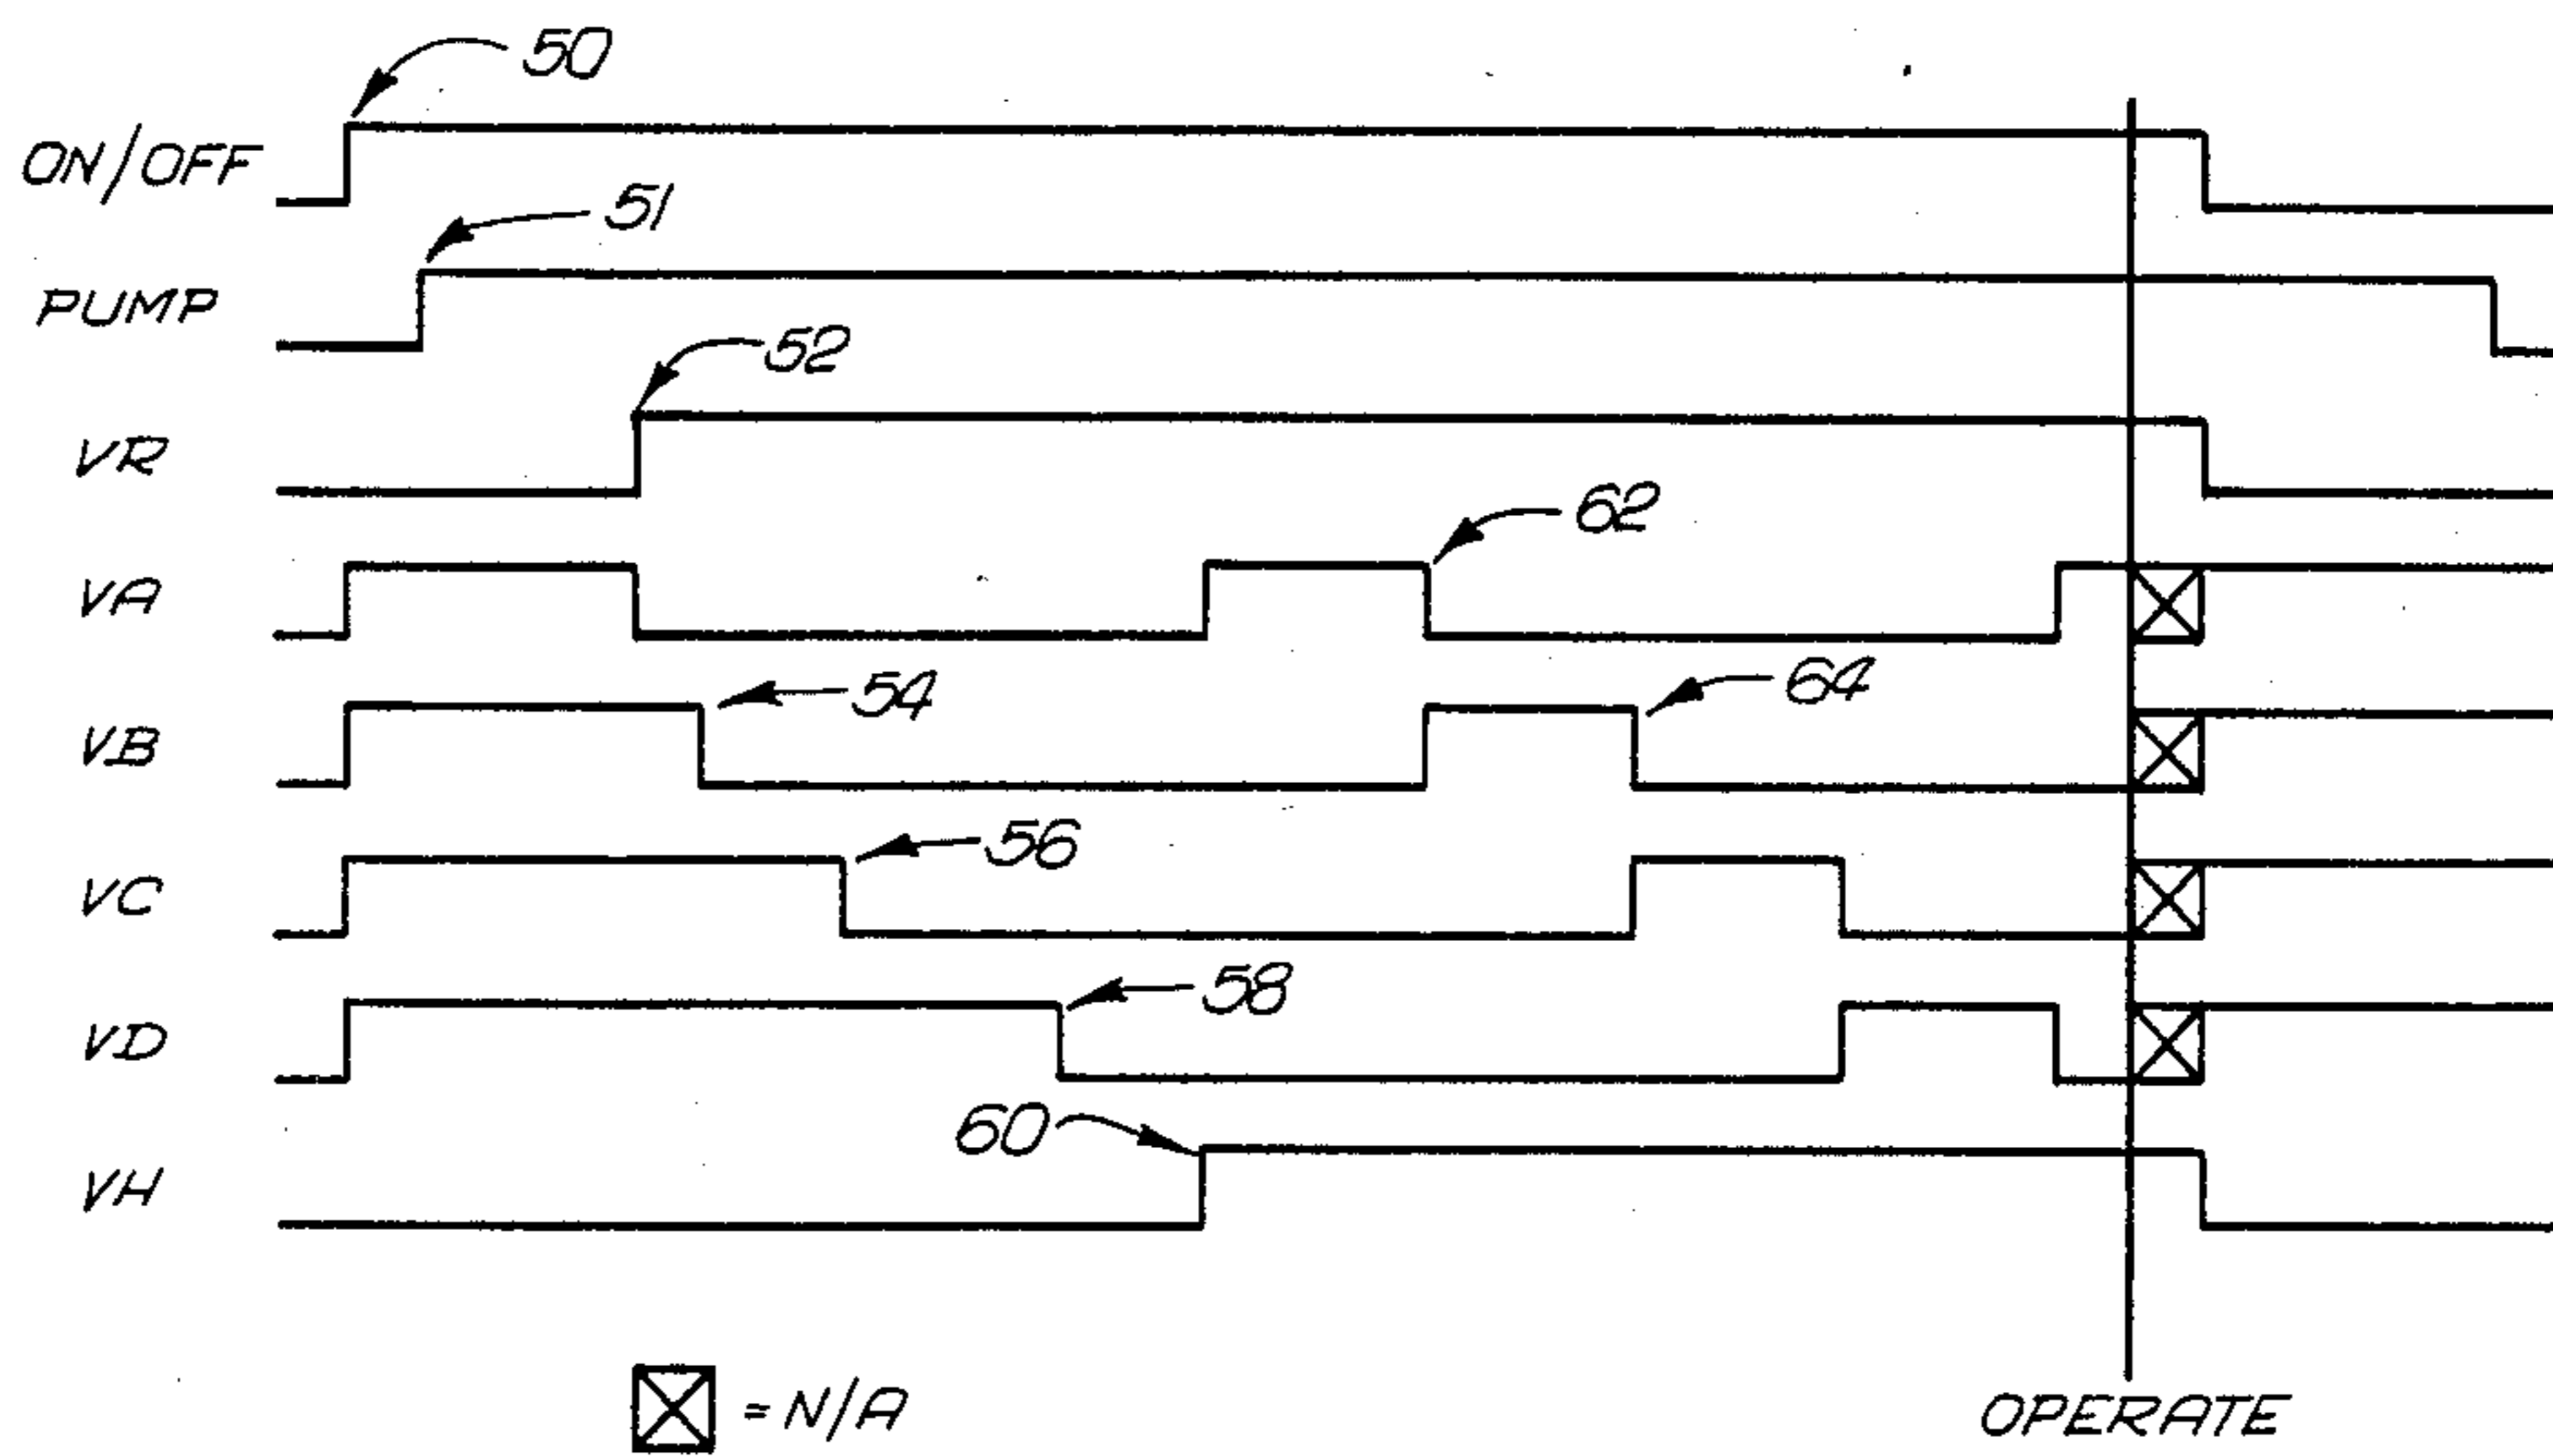 50
ON/OFF
51
PUMP
52
VR
62
VA
54
64
VB
56
VC
58
VD
60
VH
= N/A
OPERATE